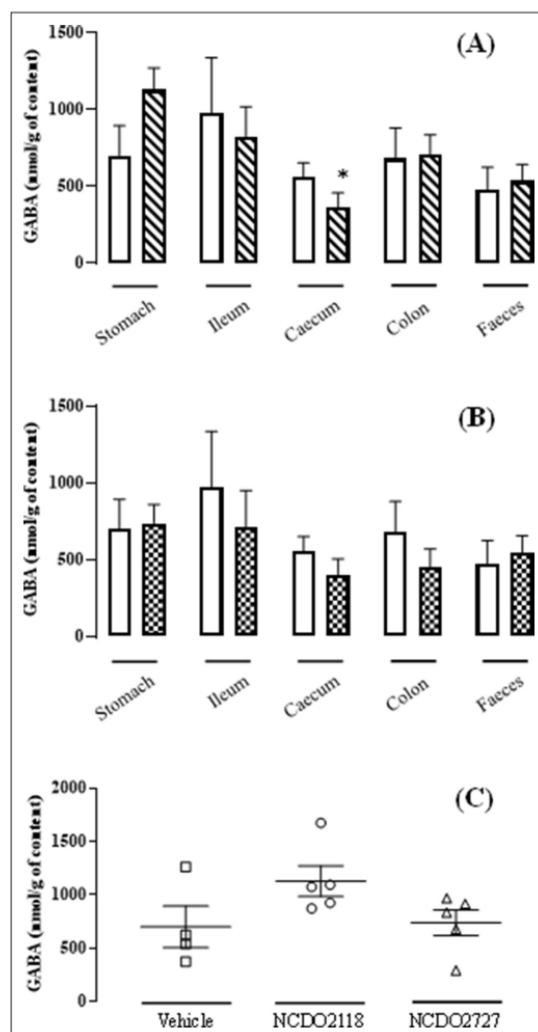 (A)
GABA (nmol/g of content)
1500
1000
500
0
*
Stomach
Ileum
Caecum
Colon
Faeces
(B)
GABA (nmol/g of content)
1500
1000
500
0
Stomach
Ileum
Caecum
Colon
Faeces
(C)
GABA (nmol/g of content)
2000
1500
1000
500
0
Vehicle NCDO2118 NCDO2727